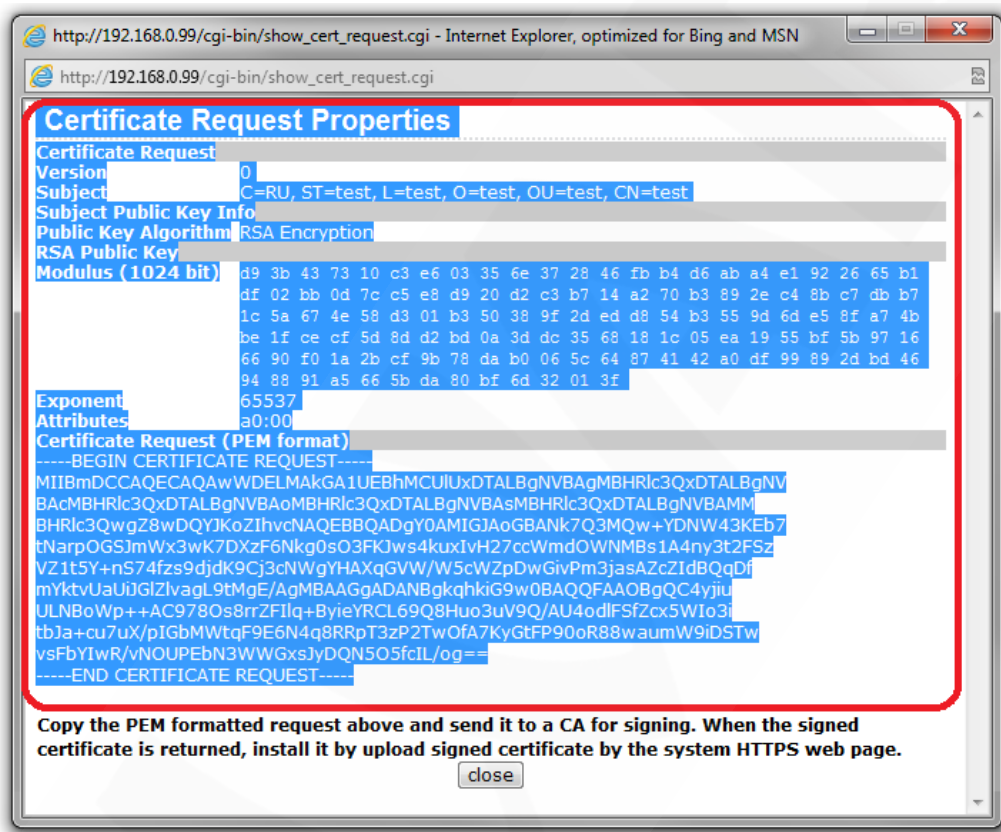 http://192.168.0.99/cgi-bin/show_cert_request.cgi - Internet Explorer, optimized for Bing and MSN
http://192.168.0.99/cgi-bin/show_cert_request.cgi
Certificate Request Properties
Certificate Request
Version 0
Subject C=RU, ST=test, L=test, O=test, OU=test, CN=test
Subject Public Key Info
Public Key Algorithm RSA Encryption
RSA Public Key
Modulus (1024 bit) d9 3b 43 73 10 c3 e6 03 35 6e 37 28 46 fb b4 d6 ab a4 e1 92 26 65 b1
df 02 bb 0d 7c c5 e8 d9 20 d2 c3 b7 14 a2 70 b3 89 2e c4 8b c7 db b7
1c 5a 67 4e 58 d3 01 b3 50 38 9f 2d ed d8 54 b3 55 9d 6d e5 8f a7 4b
be 1f ce cf 5d 8d d2 bd 0a 3d dc 35 68 18 1c 05 ea 19 55 bf 5b 97 16
66 90 f0 1a 2b cf 9b 78 da b0 06 5c 64 87 41 42 a0 df 99 89 2d bd 46
94 88 91 a5 66 5b da 80 bf 6d 32 01 3f
Exponent 65537
Attributes a0:00
Certificate Request (PEM format)
-----BEGIN CERTIFICATE REQUEST-----
MIIBmDCCAQECAQAwWDELMAkGA1UEBhMCUlUxDTALBgNVBAgMBHRlc3QxDTALBgNV
BAcMBHRlc3QxDTALBgNVBAoMBHRlc3QxDTALBgNVBAsMBHRlc3QxDTALBgNVBAMM
BHRlc3QwgZ8wDQYJKoZIhvcNAQEBBQADgY0AMIGJAoGBANk7Q3MQw+YDNW43KEb7
tNarpOGSJmWx3wK7DXzF6Nkg0sO3FKJws4kuxIvH27ccWmdOWNMBs1A4ny3t2FSz
VZ1t5Y+nS74fzs9djdK9Cj3cNWgYHAXqGVW/W5cWZpDwGivPm3jasAZcZIdBQqDf
mYktvUaUiJGlZlvagL9tMgE/AgMBAAGgADANBgkqhkiG9w0BAQQFAAOBgQC4yjiu
ULNBoWp++AC978Os8rrZFIlq+ByieYRCL69Q8Huo3uV9Q/AU4odlFSfZcx5WIo3i
tbJa+cu7uX/pIGbMWtqF9E6N4q8RRpT3zP2TwOfA7KyGtFP90oR88waumW9iDSTw
vsFbYIwR/vNOUPEbN3WWGxsJyDQN5O5fcIL/og==
-----END CERTIFICATE REQUEST-----
Copy the PEM formatted request above and send it to a CA for signing. When the signed
certificate is returned, install it by upload signed certificate by the system HTTPS web page.
close